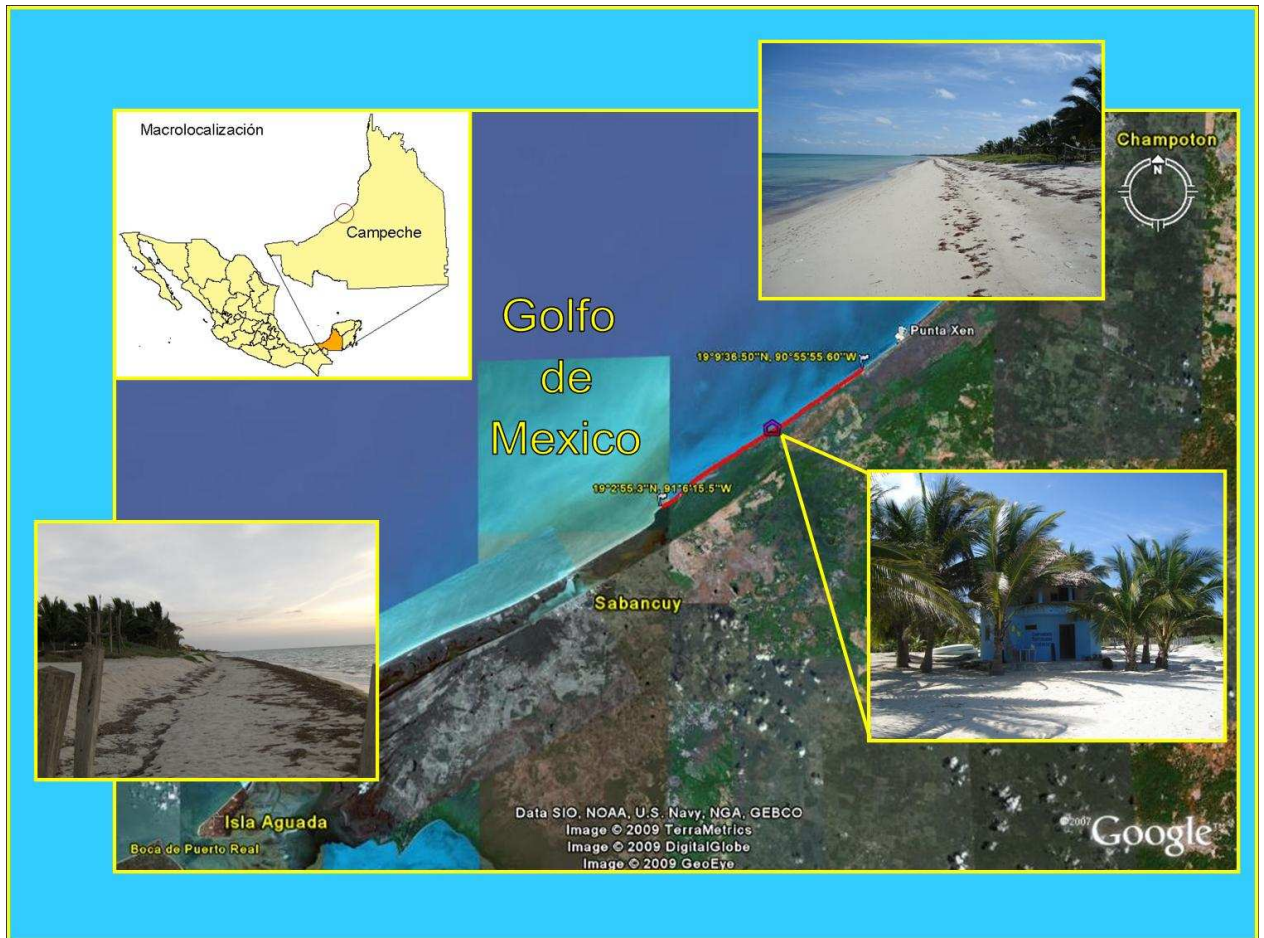 Macrolocalización
Campeche
Champoton
N
Golfo
de
Mexico
Punta Xen
19°9'36.50"N, 90°55'55.60"W
19°2'55.3"N, 91°6'15.5"W
Sabancuy
Isla Aguada
Boca de Puerto Real
Data SIO, NOAA, U.S. Navy, NGA, GEBCO
Image © 2009 TerraMetrics
Image © 2009 DigitalGlobe
Image © 2009 GeoEye
©2007 Google™